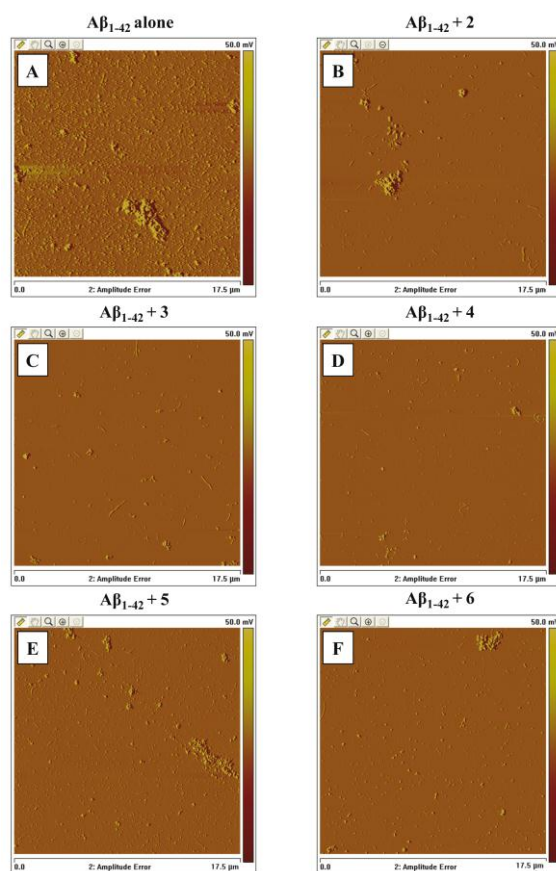 Aβ1-42 alone
Aβ1-42 + 2
50.0 mV
50.0 mV
A
B
0.0 2: Amplitude Error 17.5 µm
0.0 2: Amplitude Error 17.5 µm
Aβ1-42 + 3
Aβ1-42 + 4
50.0 mV
50.0 mV
C
D
0.0 2: Amplitude Error 17.5 µm
0.0 2: Amplitude Error 17.5 µm
Aβ1-42 + 5
Aβ1-42 + 6
50.0 mV
50.0 mV
E
F
0.0 2: Amplitude Error 17.5 µm
0.0 2: Amplitude Error 17.5 µm